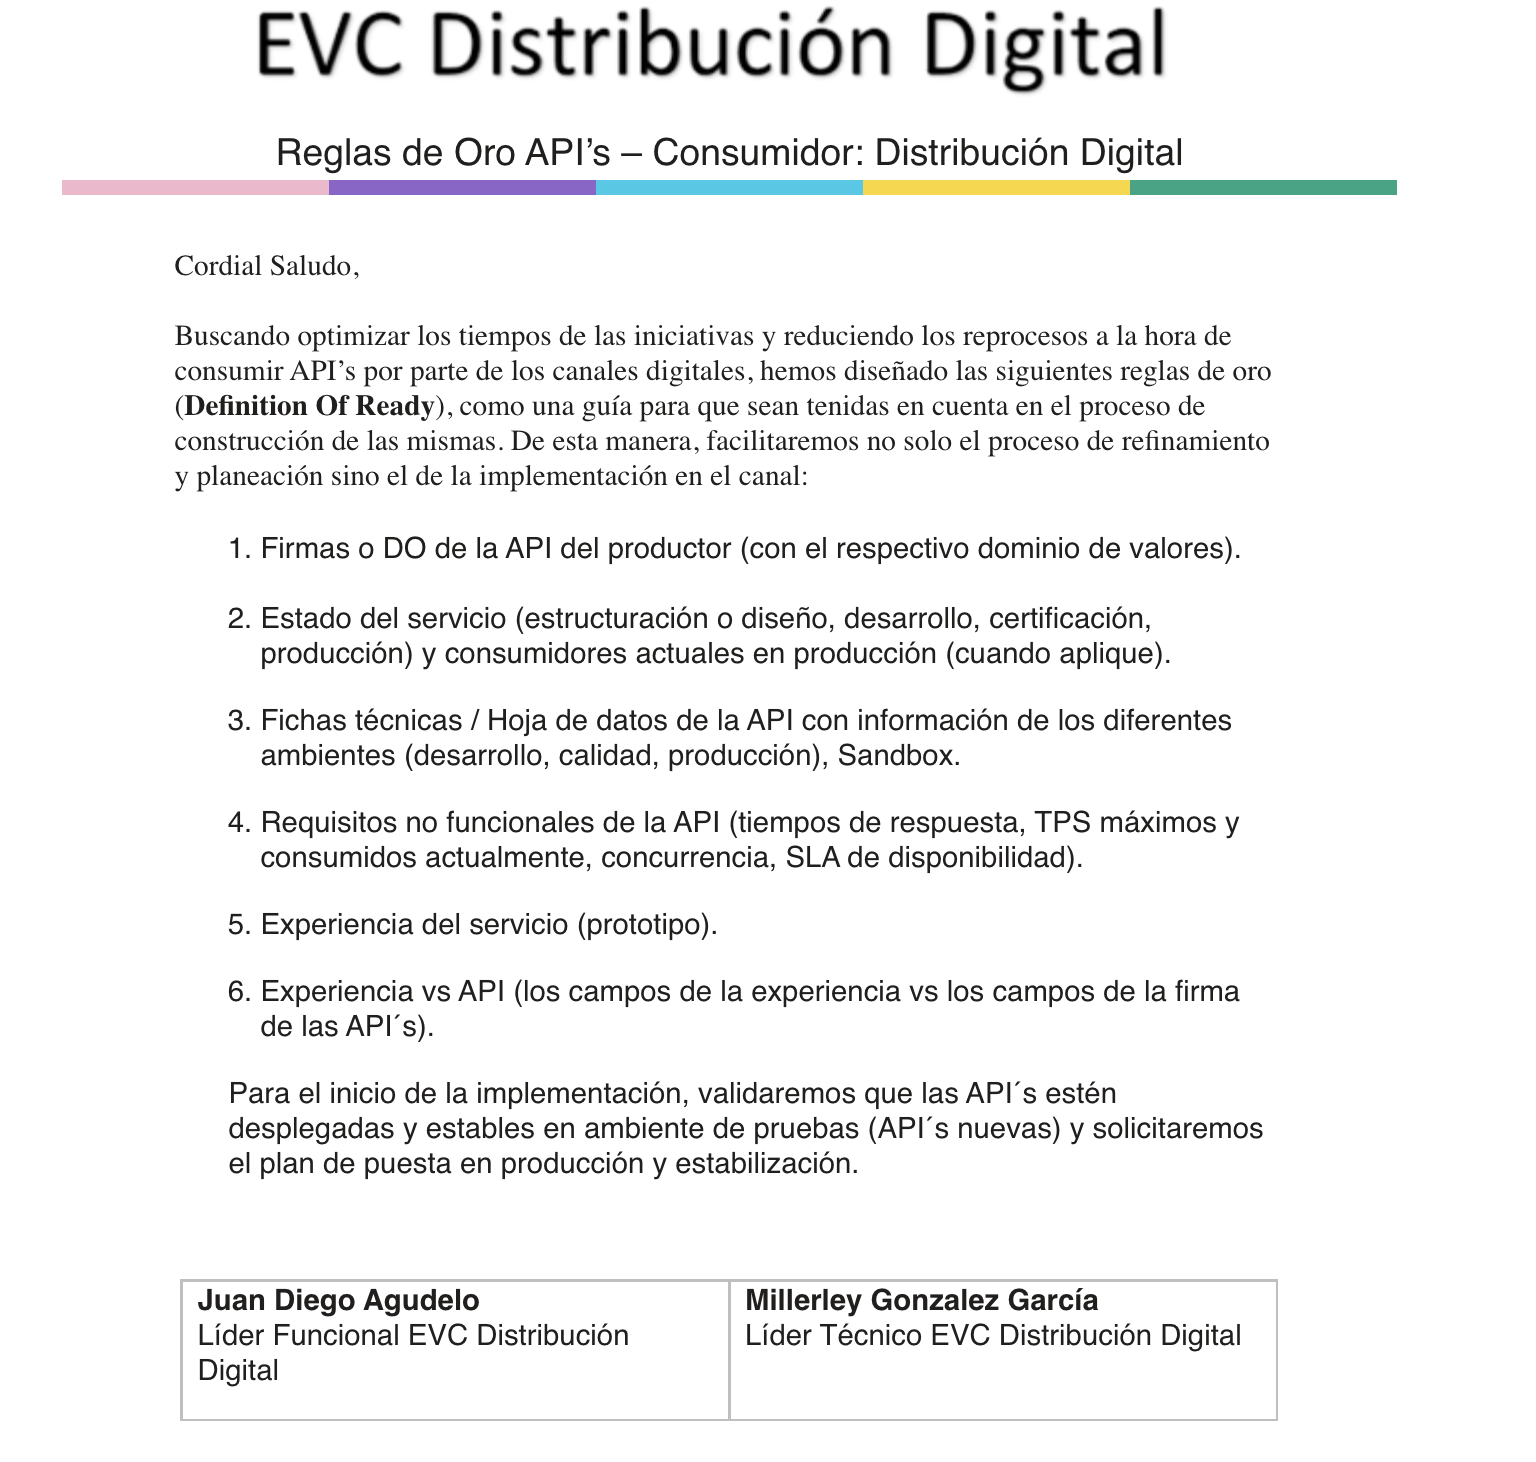 EVC Distribución Digital
Reglas de Oro API’s – Consumidor: Distribución Digital
Cordial Saludo,
Buscando optimizar los tiempos de las iniciativas y reduciendo los reprocesos a la hora de
consumir API’s por parte de los canales digitales, hemos diseñado las siguientes reglas de oro
(Definition Of Ready), como una guía para que sean tenidas en cuenta en el proceso de
construcción de las mismas. De esta manera, facilitaremos no solo el proceso de refinamiento
y planeación sino el de la implementación en el canal:
1. Firmas o DO de la API del productor (con el respectivo dominio de valores).
2. Estado del servicio (estructuración o diseño, desarrollo, certificación,
producción) y consumidores actuales en producción (cuando aplique).
3. Fichas técnicas / Hoja de datos de la API con información de los diferentes
ambientes (desarrollo, calidad, producción), Sandbox.
4. Requisitos no funcionales de la API (tiempos de respuesta, TPS máximos y
consumidos actualmente, concurrencia, SLA de disponibilidad).
5. Experiencia del servicio (prototipo).
6. Experiencia vs API (los campos de la experiencia vs los campos de la firma
de las API´s).
Para el inicio de la implementación, validaremos que las API´s estén
desplegadas y estables en ambiente de pruebas (API´s nuevas) y solicitaremos
el plan de puesta en producción y estabilización.
Juan Diego Agudelo
Líder Funcional EVC Distribución
Digital
Millerley Gonzalez García
Líder Técnico EVC Distribución Digital